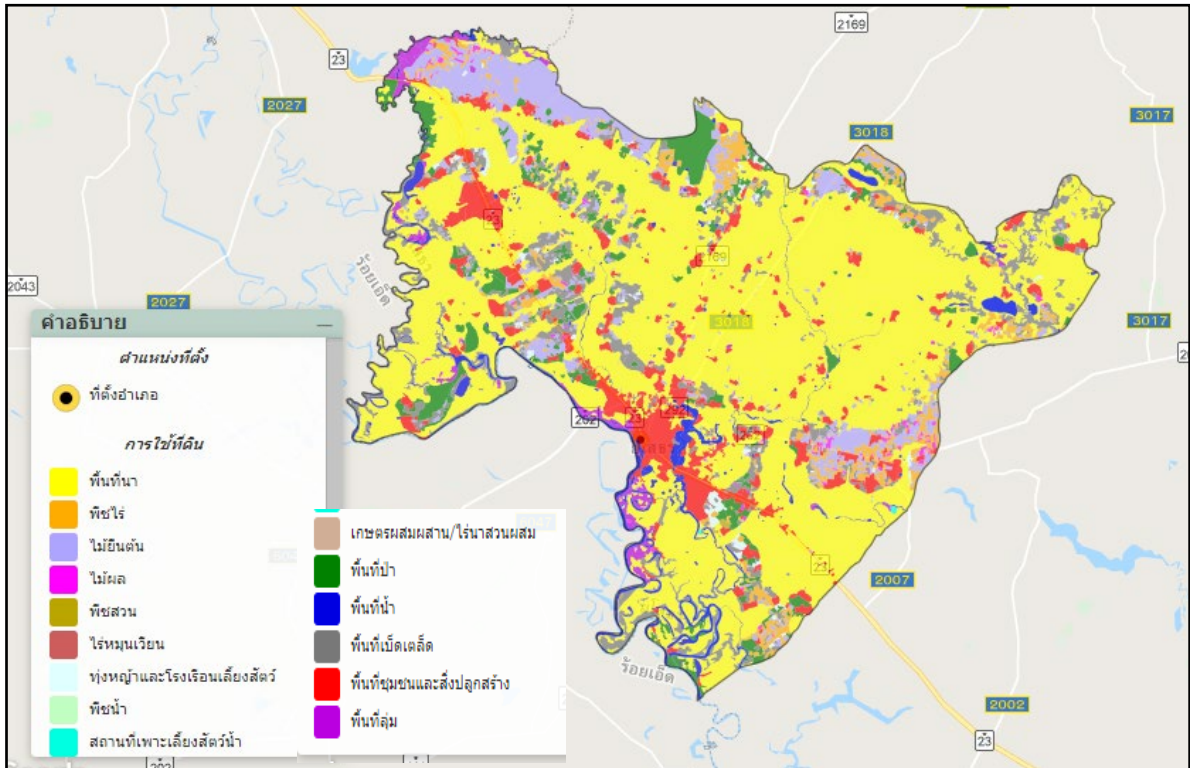 2169
23
2027
3017
3018
23
2169
ร้อยเอ็ด
2043
2027
3018
3017
คำอธิบาย
ตำแหน่งที่ตั้ง
ที่ตั้งอำเภอ
การใช้ที่ดิน
พื้นที่นา
พืชไร่
ไม้ยืนต้น
ไม้ผล
พืชสวน
ไร่หมุนเวียน
ทุ่งหญ้าและโรงเรือนเลี้ยงสัตว์
พืชน้ำ
สถานที่เพาะเลี้ยงสัตว์น้ำ
เกษตรผสมผสาน/ไร่นาสวนผสม
พื้นที่ป่า
พื้นที่น้ำ
พื้นที่เบ็ดเตล็ด
พื้นที่ชุมชนและสิ่งปลูกสร้าง
พื้นที่ลุ่ม
202
23
292
23
2007
ร้อยเอ็ด
2002
23
202